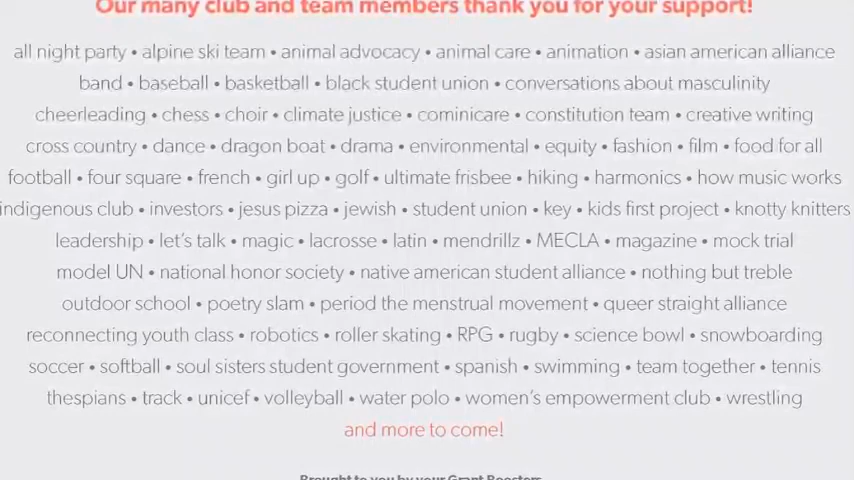 Our many club and team members thank you for your support!
all night party • alpine ski team • animal advocacy • animal care • animation • asian american alliance
band • baseball • basketball • black student union • conversations about masculinity
cheerleading • chess • choir • climate justice • cominicare • constitution team • creative writing
cross country • dance • dragon boat • drama • environmental • equity • fashion • film • food for all
football • four square • french • girl up • golf • ultimate frisbee • hiking • harmonics • how music works
indigenous club • investors • jesus pizza • jewish • student union • key • kids first project • knotty knitters
leadership • let's talk • magic • lacrosse • latin • mendrillz • MECLA • magazine • mock trial
model UN • national honor society • native american student alliance • nothing but treble
outdoor school • poetry slam • period the menstrual movement • queer straight alliance
reconnecting youth class • robotics • roller skating • RPG • rugby • science bowl • snowboarding
soccer • softball • soul sisters student government • spanish • swimming • team together • tennis
thespians • track • unicef • volleyball • water polo • women's empowerment club • wrestling
and more to come!
Brought to you by your Grant Boosters